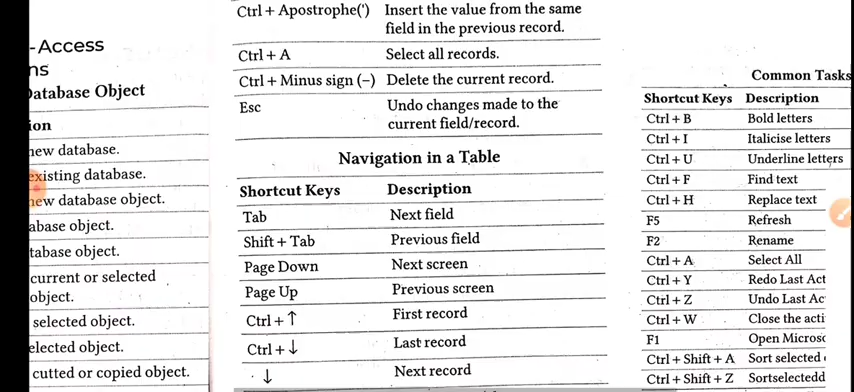 -Access
ns
Database Object
ion
new database.
existing database.
new database object.
abase object.
tabase object.
current or selected
object.
selected object.
elected object.
cutted or copied object.
Ctrl + Apostrophe(') Insert the value from the same
field in the previous record.
Ctrl + A Select all records.
Ctrl + Minus sign (−) Delete the current record.
Esc Undo changes made to the
current field/record.
Navigation in a Table
Shortcut Keys Description
Tab Next field
Shift + Tab Previous field
Page Down Next screen
Page Up Previous screen
Ctrl + ↑ First record
Ctrl + ↓ Last record
↓ Next record
Common Tasks
Shortcut Keys Description
Ctrl + B Bold letters
Ctrl + I Italicise letters
Ctrl + U Underline letters
Ctrl + F Find text
Ctrl + H Replace text
F5 Refresh
F2 Rename
Ctrl + A Select All
Ctrl + Y Redo Last Act
Ctrl + Z Undo Last Ac
Ctrl + W Close the acti
F1 Open Microsc
Ctrl + Shift + A Sort selected
Ctrl + Shift + Z Sortselectedd